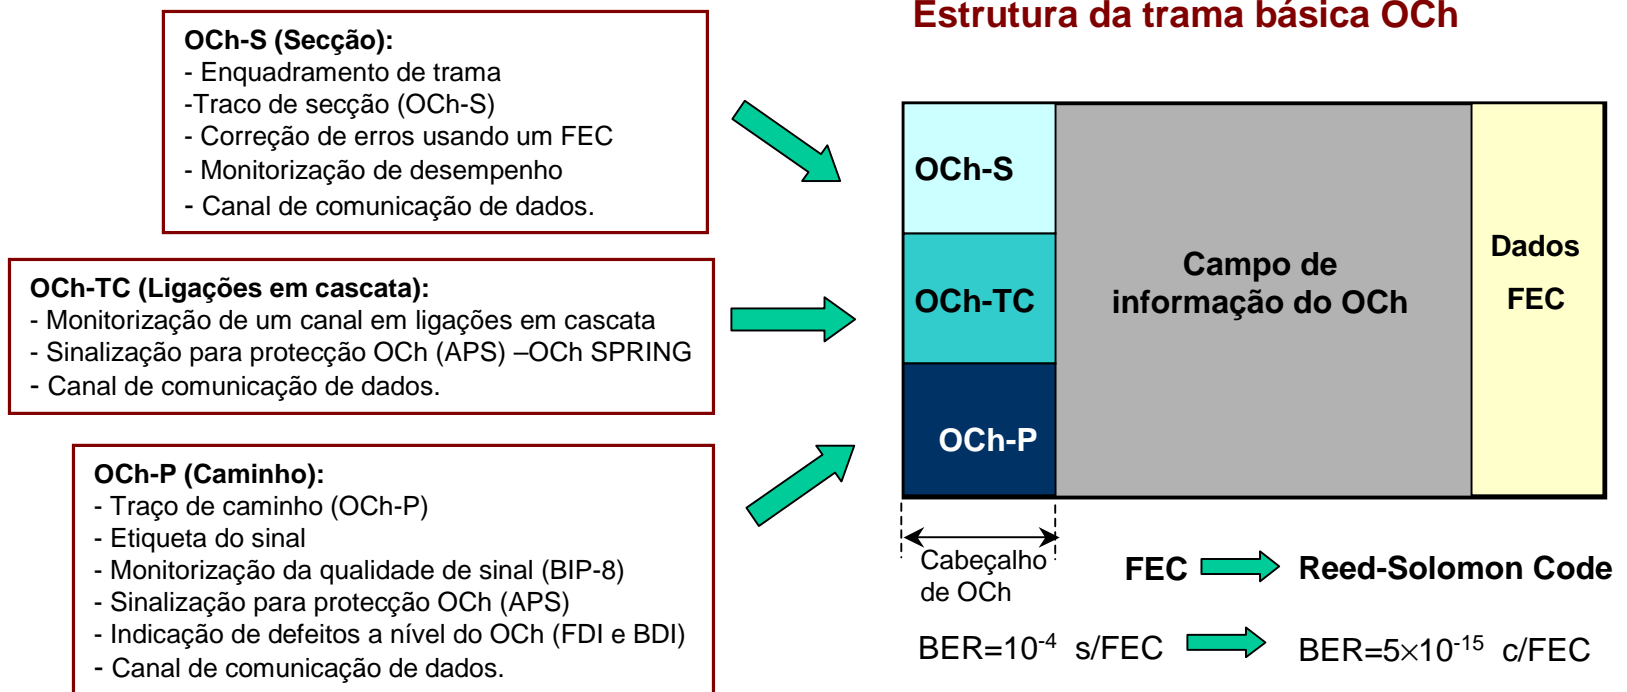 Estrutura da trama básica OCh
OCh-S (Secção):
- Enquadramento de trama
-Traco de secção (OCh-S)
- Correção de erros usando um FEC
- Monitorização de desempenho
- Canal de comunicação de dados.
OCh-TC (Ligações em cascata):
- Monitorização de um canal em ligações em cascata
- Sinalização para protecção OCh (APS) –OCh SPRING
- Canal de comunicação de dados.
OCh-P (Caminho):
- Traço de caminho (OCh-P)
- Etiqueta do sinal
- Monitorização da qualidade de sinal (BIP-8)
- Sinalização para protecção OCh (APS)
- Indicação de defeitos a nível do OCh (FDI e BDI)
- Canal de comunicação de dados.
OCh-S
OCh-TC
OCh-P
Campo de
informação do OCh
Dados
FEC
Cabeçalho
de OCh
FEC Reed-Solomon Code
BER=10⁻⁴ s/FEC BER=5×10⁻¹⁵ c/FEC